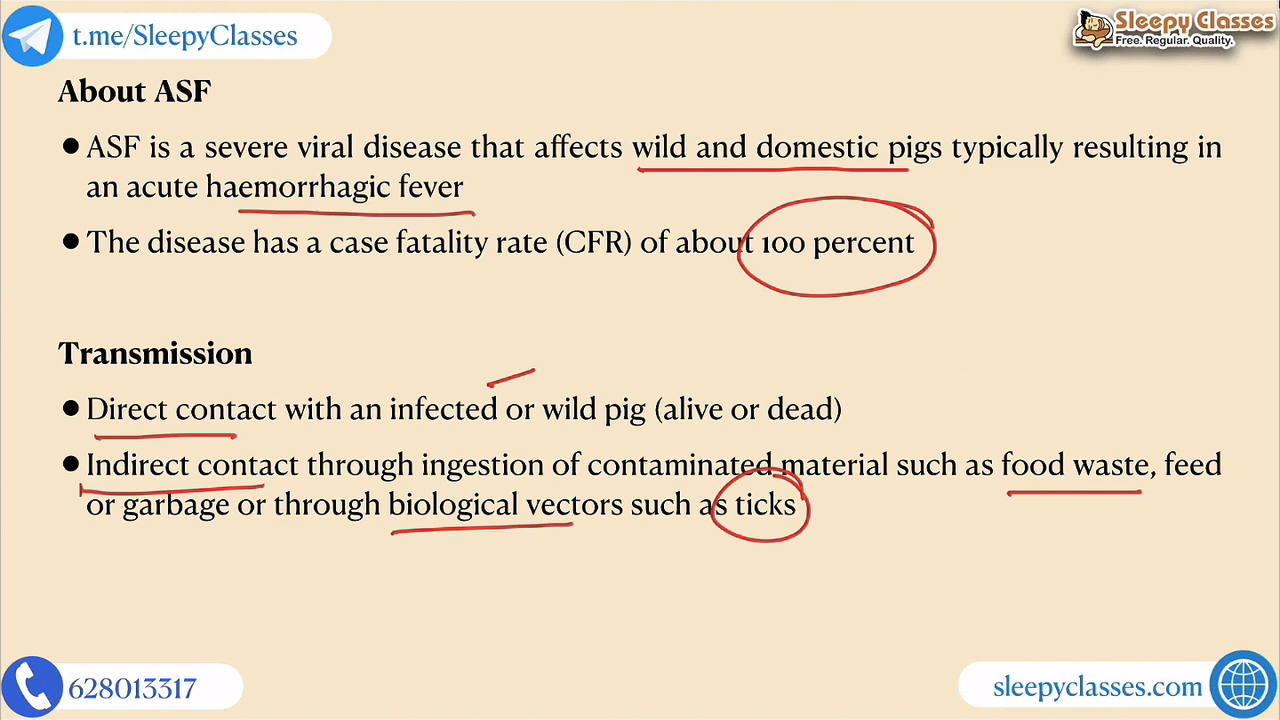 t.me/SleepyClasses
Sleepy Classes
Free. Regular. Quality.
About ASF
● ASF is a severe viral disease that affects wild and domestic pigs typically resulting in
an acute haemorrhagic fever
● The disease has a case fatality rate (CFR) of about 100 percent
Transmission
● Direct contact with an infected or wild pig (alive or dead)
● Indirect contact through ingestion of contaminated material such as food waste, feed
or garbage or through biological vectors such as ticks
628013317
sleepyclasses.com